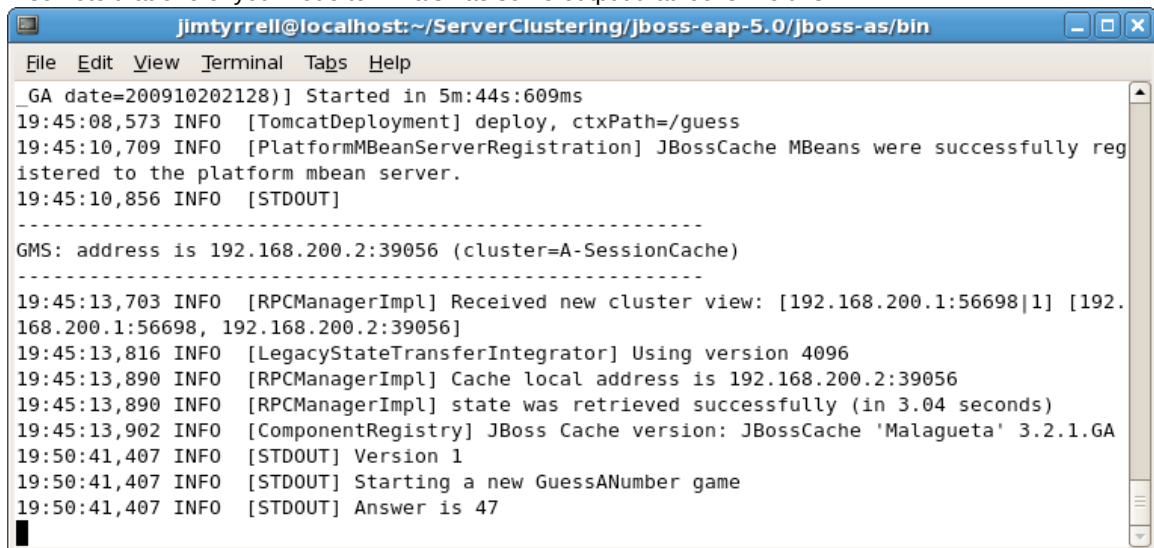 jimtyrrell@localhost:~/ServerClustering/jboss-eap-5.0/jboss-as/bin
File Edit View Terminal Tabs Help
_GA date=200910202128)] Started in 5m:44s:609ms
19:45:08,573 INFO  [TomcatDeployment] deploy, ctxPath=/guess
19:45:10,709 INFO  [PlatformMBeanServerRegistration] JBossCache MBeans were successfully reg
istered to the platform mbean server.
19:45:10,856 INFO  [STDOUT]
---------------------------------------------------------
GMS: address is 192.168.200.2:39056 (cluster=A-SessionCache)
---------------------------------------------------------
19:45:13,703 INFO  [RPCManagerImpl] Received new cluster view: [192.168.200.1:56698|1] [192.
168.200.1:56698, 192.168.200.2:39056]
19:45:13,816 INFO  [LegacyStateTransferIntegrator] Using version 4096
19:45:13,890 INFO  [RPCManagerImpl] Cache local address is 192.168.200.2:39056
19:45:13,890 INFO  [RPCManagerImpl] state was retrieved successfully (in 3.04 seconds)
19:45:13,902 INFO  [ComponentRegistry] JBoss Cache version: JBossCache 'Malagueta' 3.2.1.GA
19:50:41,407 INFO  [STDOUT] Version 1
19:50:41,407 INFO  [STDOUT] Starting a new GuessANumber game
19:50:41,407 INFO  [STDOUT] Answer is 47